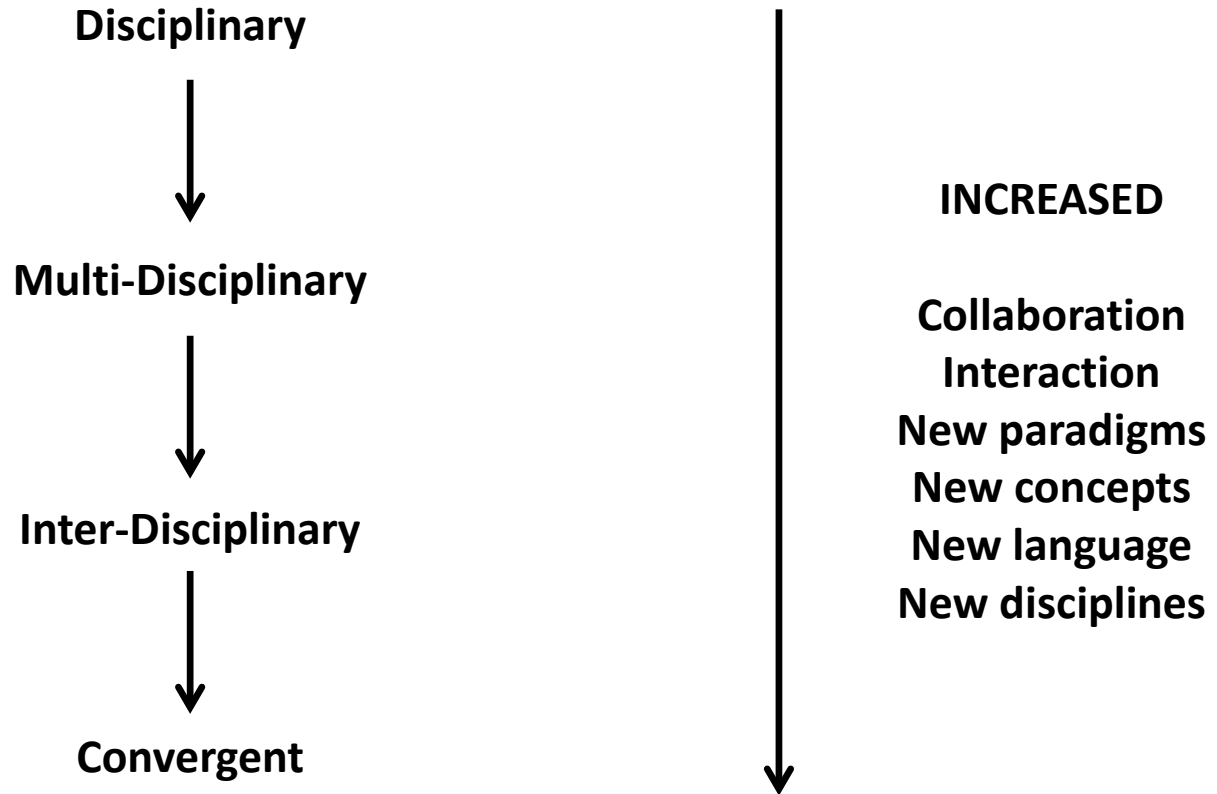 Disciplinary
Multi-Disciplinary
Inter-Disciplinary
Convergent
INCREASED
Collaboration
Interaction
New paradigms
New concepts
New language
New disciplines